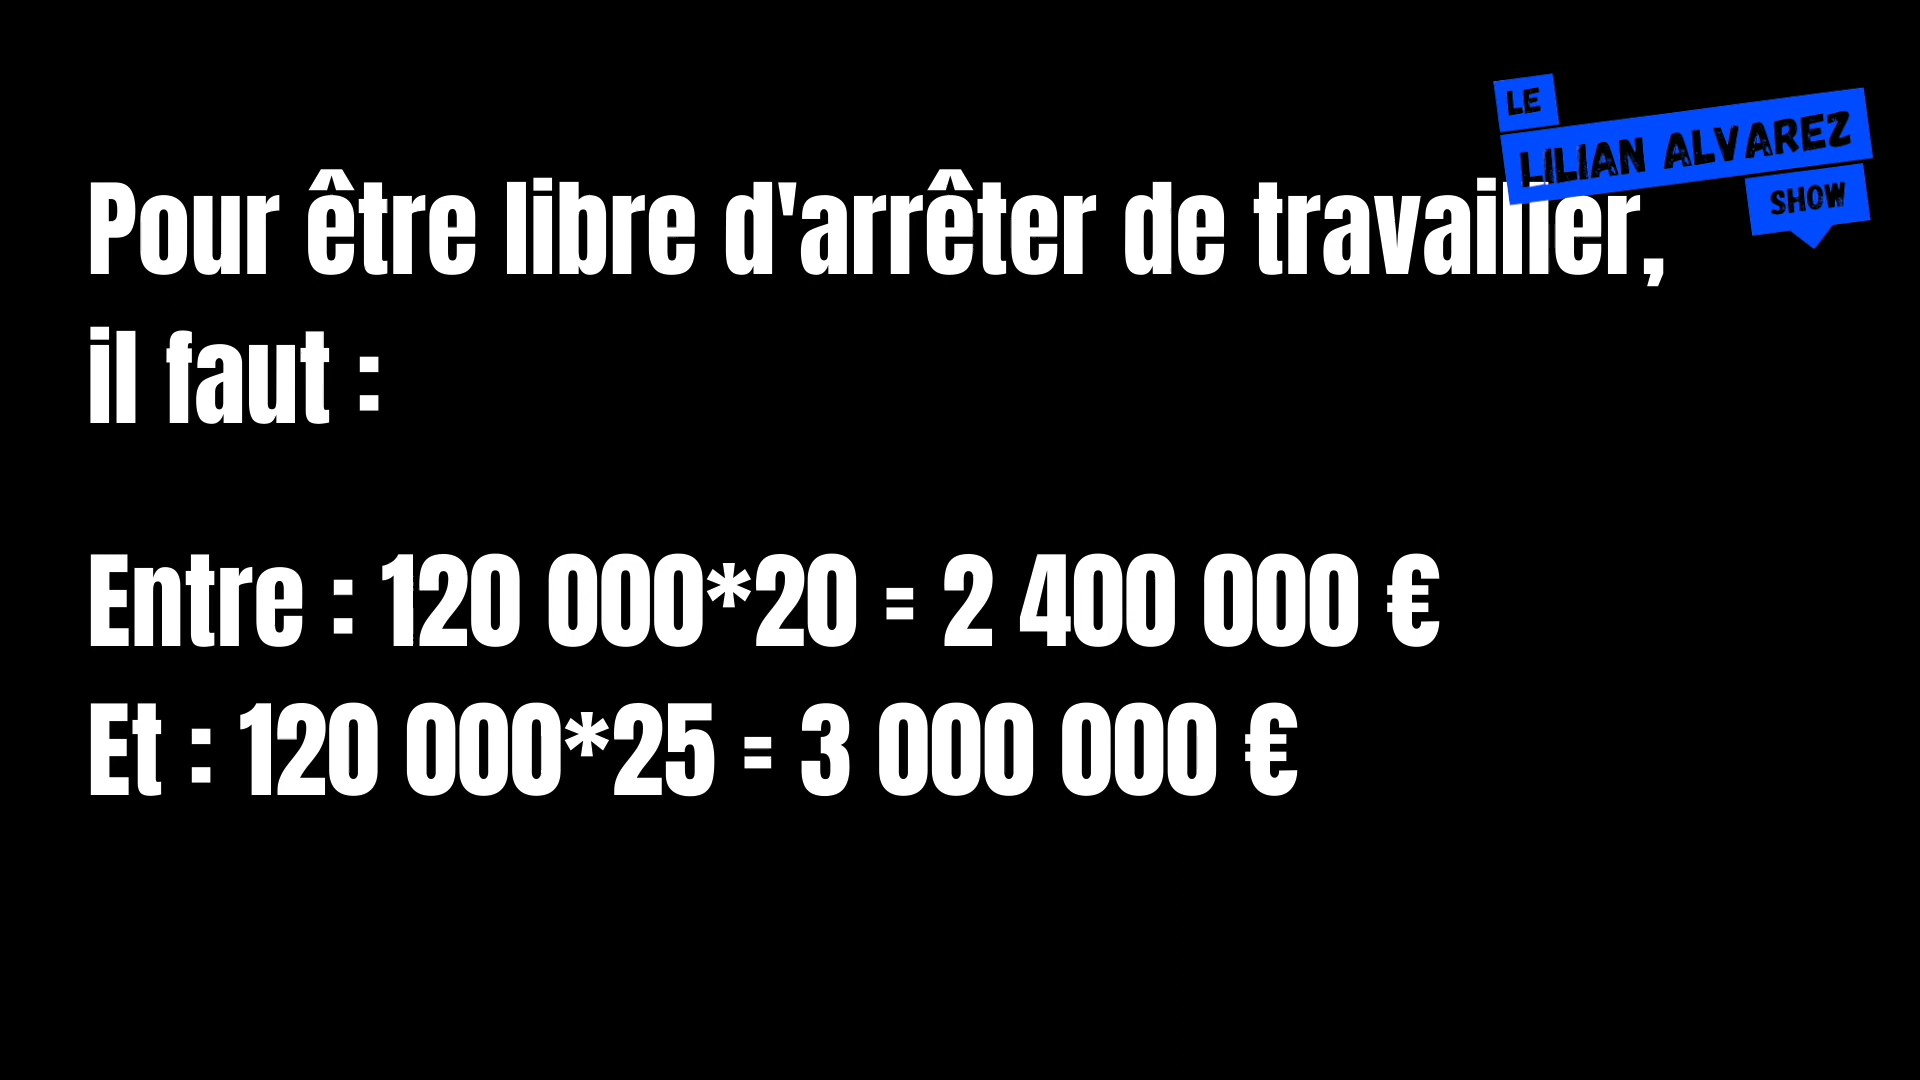 LE
LILIAN ALVAREZ
SHOW
Pour être libre d'arrêter de travailler,
il faut :
Entre : 120 000*20 = 2 400 000 €
Et : 120 000*25 = 3 000 000 €